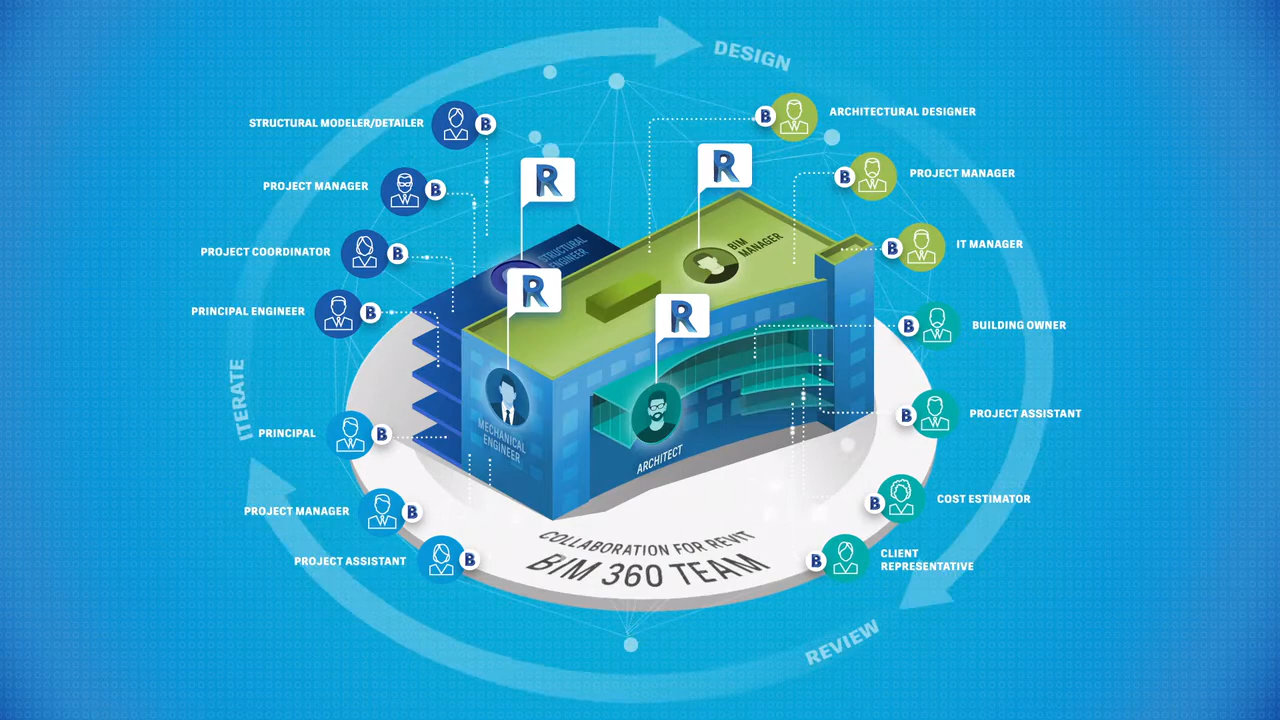 DESIGN
STRUCTURAL MODELER/DETAILER
B
B
ARCHITECTURAL DESIGNER
PROJECT MANAGER
B
R
R
B
PROJECT MANAGER
PROJECT COORDINATOR
B
STRUCTURAL
ENGINEER
BIM
MANAGER
B
IT MANAGER
PRINCIPAL ENGINEER
B
R
R
B
BUILDING OWNER
ITERATE
PRINCIPAL
B
MECHANICAL
ENGINEER
ARCHITECT
B
PROJECT ASSISTANT
PROJECT MANAGER
B
B
COST ESTIMATOR
PROJECT ASSISTANT
B
COLLABORATION FOR REVIT
BIM 360 TEAM
B
CLIENT
REPRESENTATIVE
REVIEW